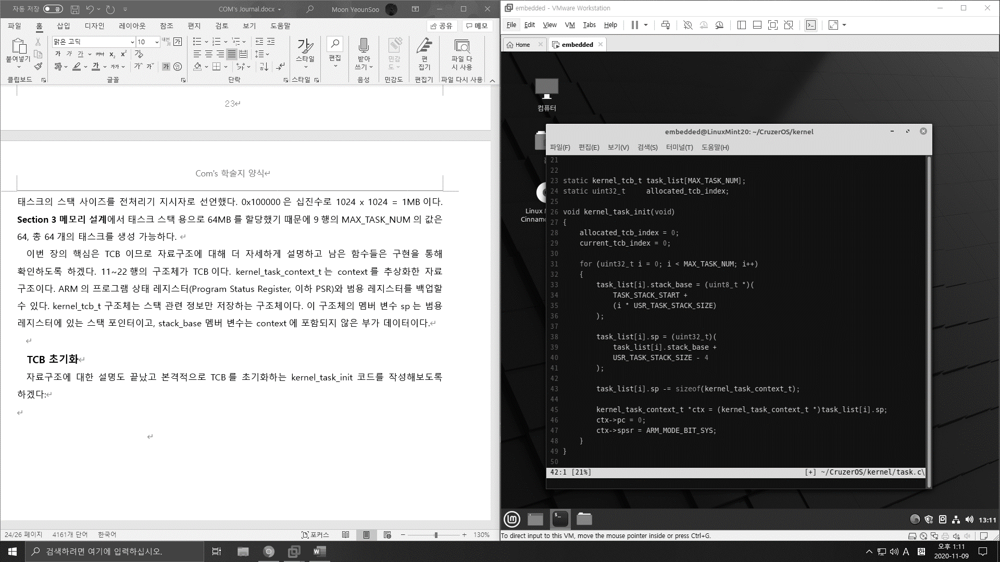 자동 저장 끔
COM's Journal.docx
Moon YeounSoo
파일 홈 삽입 디자인 레이아웃 참조 편지 검토 보기 도움말 공유 메모
붙여넣기
맑은 고딕 10
스타일
편집
받아
쓰기
민감
도
편
집기
파일 다
시 사용
클립보드 글꼴 단락 스타일 음성 민감도 편집기 파일 다시 사용
23
Com's 학술지 양식
태스크의 스택 사이즈를 전처리기 지시자로 선언했다. 0x100000 은 십진수로 1024 x 1024 = 1MB 이다.
Section 3 메모리 설계에서 태스크 스택 용으로 64MB 를 할당했기 때문에 9 행의 MAX_TASK_NUM 의 값은
64, 총 64 개의 태스크를 생성 가능하다.
이번 장의 핵심은 TCB 이므로 자료구조에 대해 더 자세하게 설명하고 남은 함수들은 구현을 통해
확인하도록 하겠다. 11~22 행의 구조체가 TCB 이다. kernel_task_context_t 는 context 를 추상화한 자료
구조이다. ARM 의 프로그램 상태 레지스터(Program Status Register, 이하 PSR)와 범용 레지스터를 백업할
수 있다. kernel_tcb_t 구조체는 스택 관련 정보만 저장하는 구조체이다. 이 구조체의 멤버 변수 sp 는 범용
레지스터에 있는 스택 포인터이고, stack_base 멤버 변수는 context 에 포함되지 않은 부가 데이터이다.
TCB 초기화
자료구조에 대한 설명도 끝났고 본격적으로 TCB 를 초기화하는 kernel_task_init 코드를 작성해보도록
하겠다:
24/26 페이지 4161개 단어 한국어 포커스 130%
embedded - VMware Workstation
File Edit View VM Tabs Help
Home embedded
컴퓨터
Linux
Cinnamo
embedded@LinuxMint20: ~/CruzerOS/kernel
파일(F) 편집(E) 보기(V) 검색(S) 터미널(T) 도움말(H)
21
22
23 static kernel_tcb_t task_list[MAX_TASK_NUM];
24 static uint32_t     allocated_tcb_index;
25
26 void kernel_task_init(void)
27 {
28     allocated_tcb_index = 0;
29     current_tcb_index = 0;
30
31     for (uint32_t i = 0; i < MAX_TASK_NUM; i++)
32     {
33         task_list[i].stack_base = (uint8_t *)(
34             TASK_STACK_START +
35             (i * USR_TASK_STACK_SIZE)
36         );
37
38         task_list[i].sp = (uint32_t)(
39             task_list[i].stack_base +
40             USR_TASK_STACK_SIZE - 4
41         );
42
43         task_list[i].sp -= sizeof(kernel_task_context_t);
44
45         kernel_task_context_t *ctx = (kernel_task_context_t *)task_list[i].sp;
46         ctx->pc = 0;
47         ctx->spsr = ARM_MODE_BIT_SYS;
48     }
49 }
50
42:1 [21%] [+] ~/CruzerOS/kernel/task.c\
13:11
To direct input to this VM, move the mouse pointer inside or press Ctrl+G.
검색하려면 여기에 입력하십시오.
A 한 오후 1:11
2020-11-09